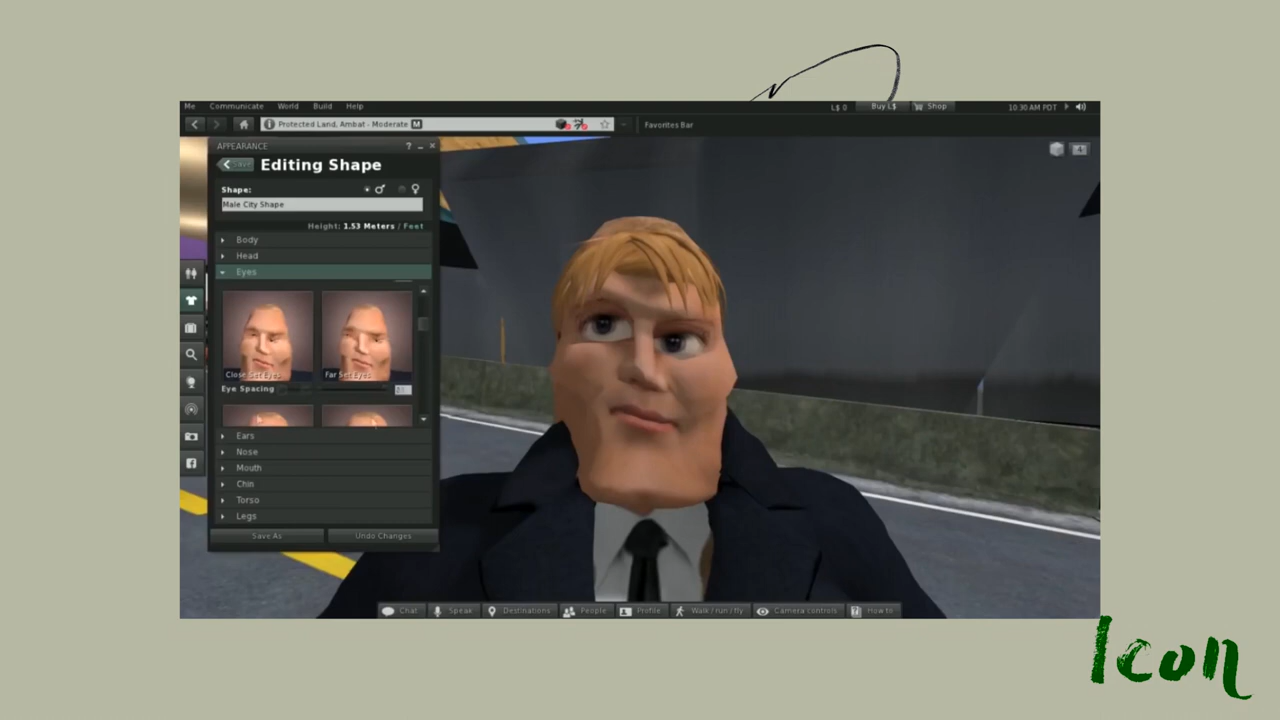 Me Communicate World Build Help L$ 0 Buy L$ Shop 10:30 AM PDT
Protected Land, Ambat - Moderate M Favorites Bar
APPEARANCE ? _ ×
Save Editing Shape
Shape:
Male City Shape
Height: 1.53 Meters / Feet
Body
Head
Eyes
Close Set Eyes Far Set Eyes
Eye Spacing
Ears
Nose
Mouth
Chin
Torso
Legs
Save As Undo Changes
Chat Speak Destinations People Profile Walk / run / fly Camera controls How to
Icon